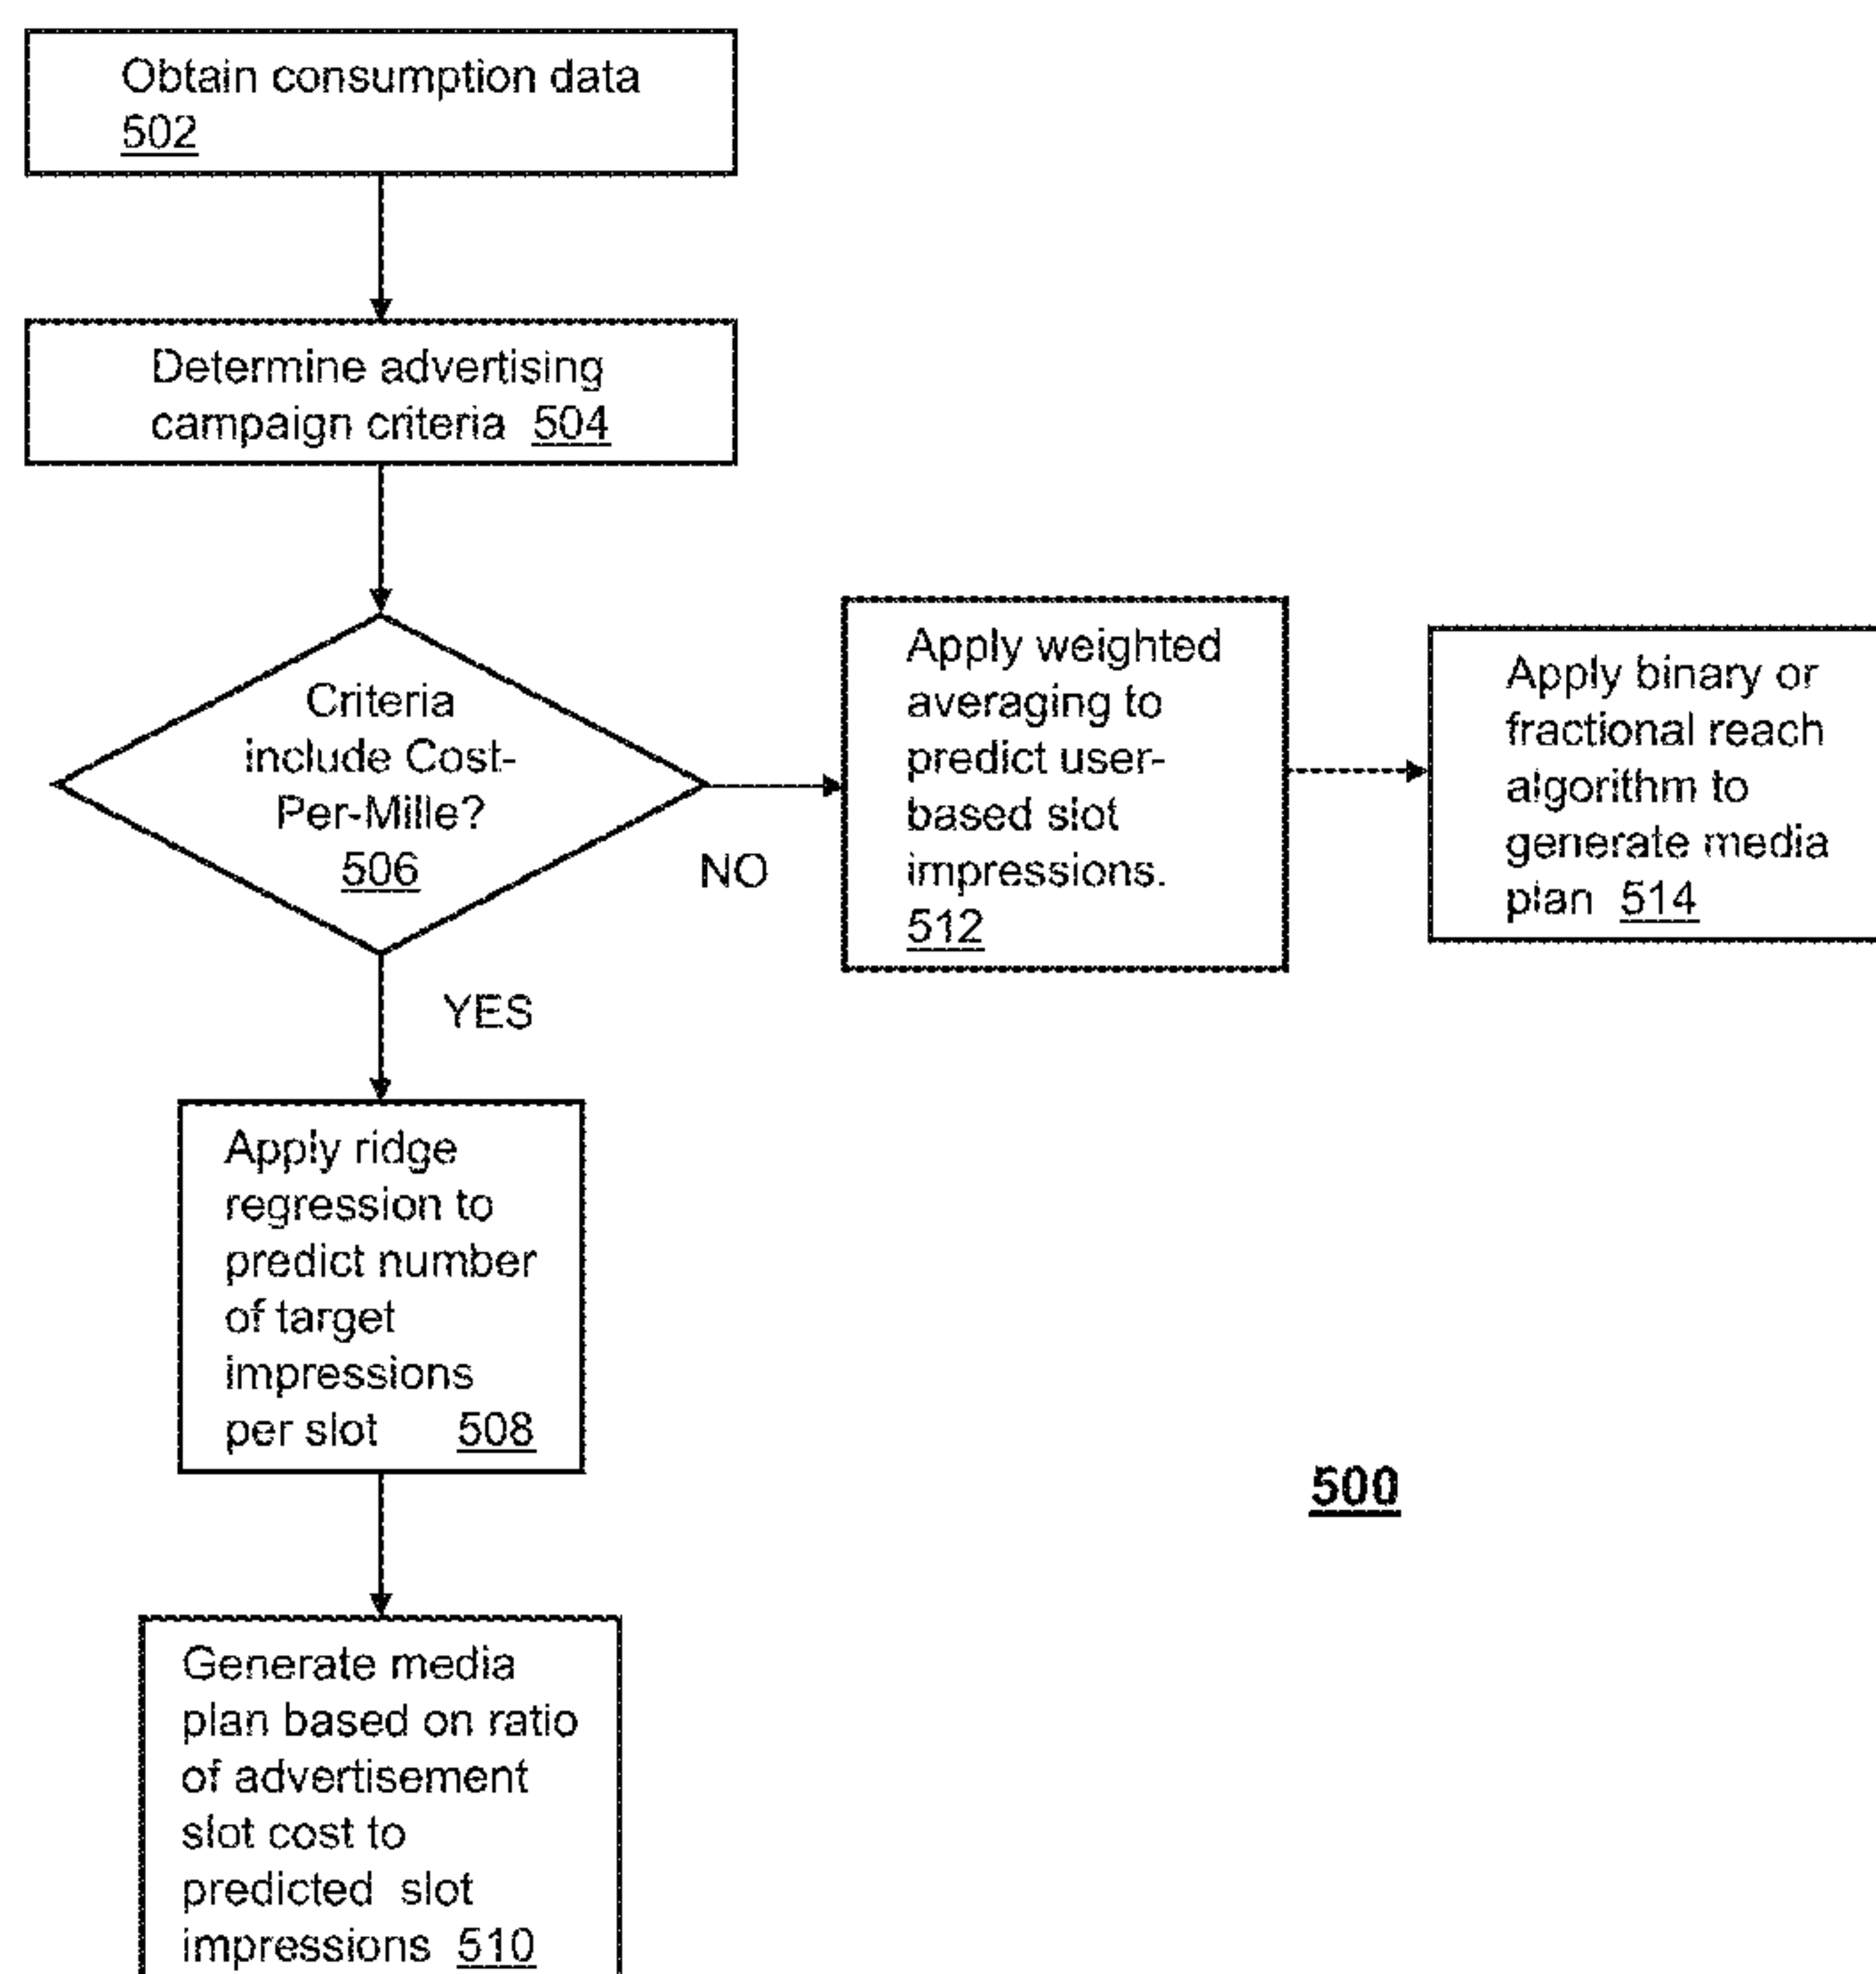 Obtain consumption data
502
Determine advertising
campaign criteria 504
Criteria
include Cost-
Per-Mille?
506
NO
YES
Apply weighted
averaging to
predict user-
based slot
impressions.
512
Apply binary or
fractional reach
algorithm to
generate media
plan 514
Apply ridge
regression to
predict number
of target
impressions
per slot 508
500
Generate media
plan based on ratio
of advertisement
slot cost to
predicted slot
impressions 510